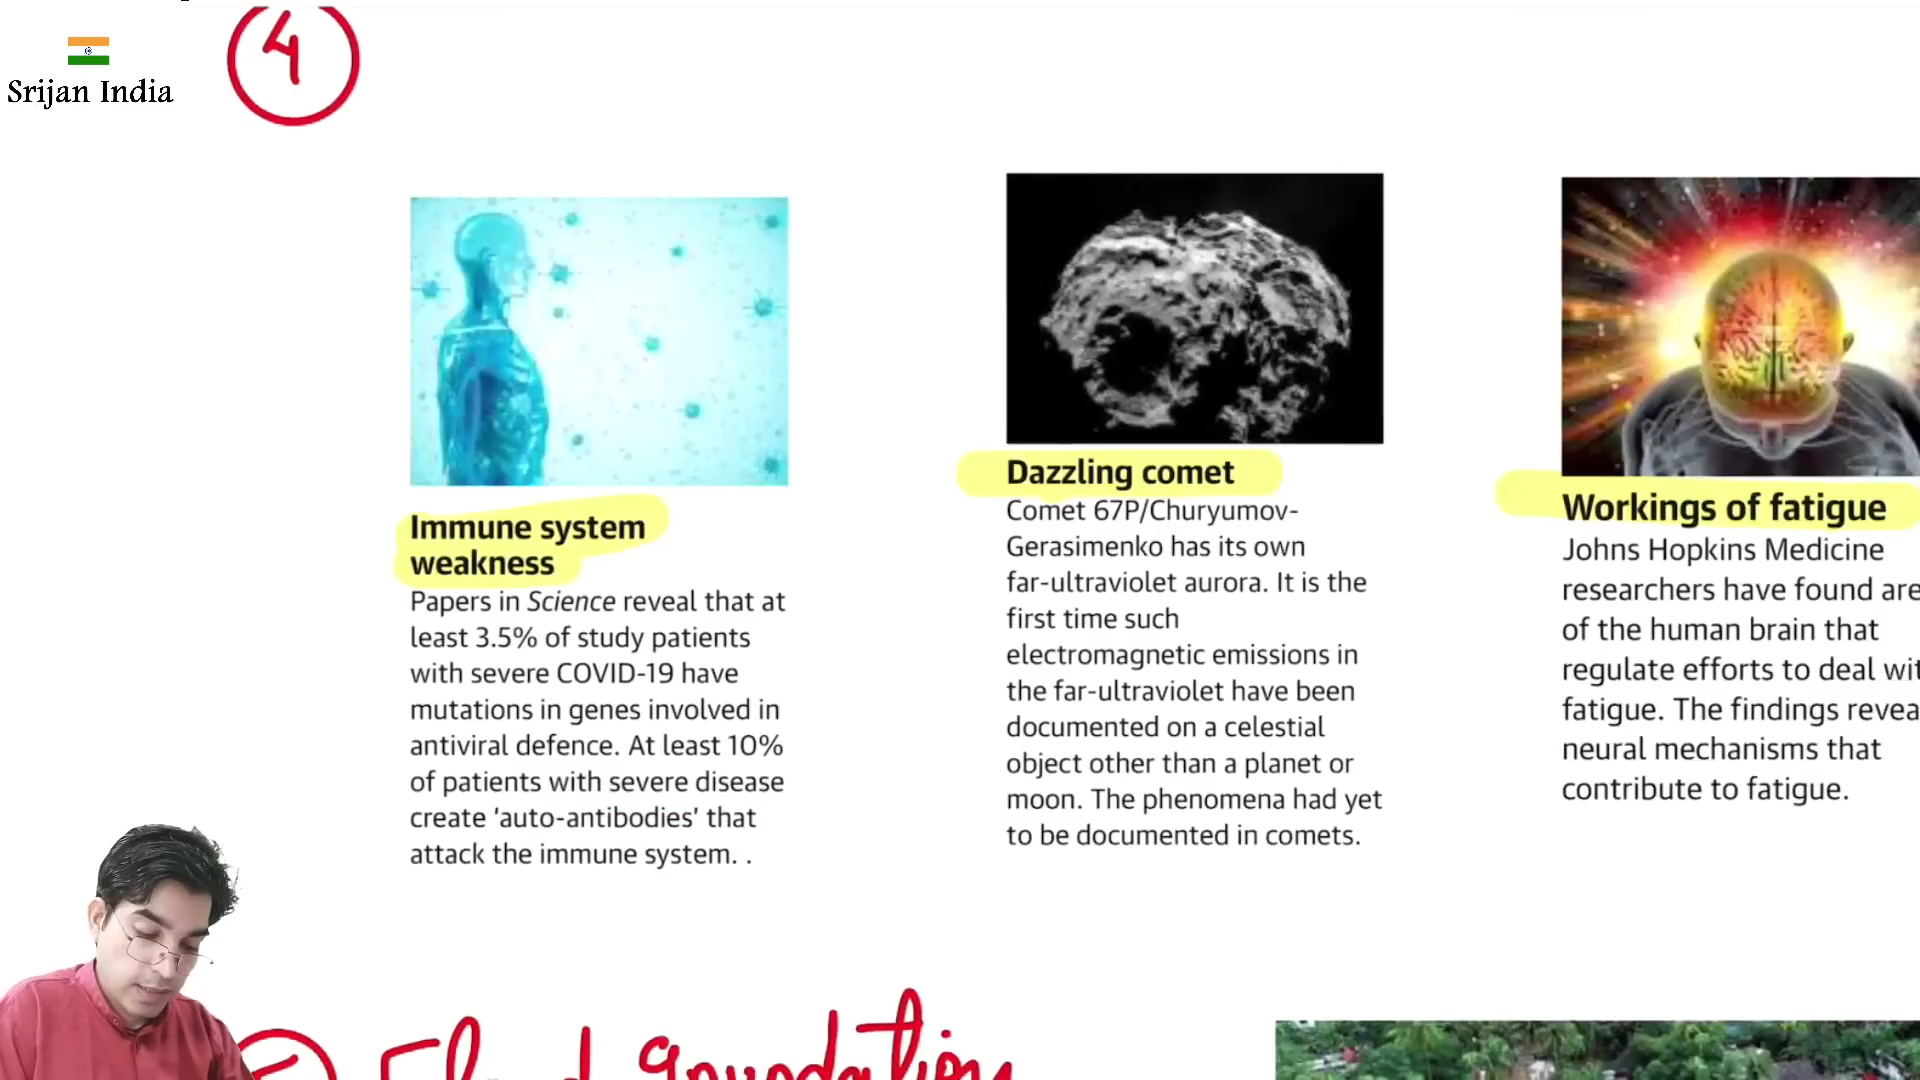 4
Srijan India
Immune system
weakness
Papers in Science reveal that at
least 3.5% of study patients
with severe COVID-19 have
mutations in genes involved in
antiviral defence. At least 10%
of patients with severe disease
create ‘auto-antibodies’ that
attack the immune system. .
Dazzling comet
Comet 67P/Churyumov-
Gerasimenko has its own
far-ultraviolet aurora. It is the
first time such
electromagnetic emissions in
the far-ultraviolet have been
documented on a celestial
object other than a planet or
moon. The phenomena had yet
to be documented in comets.
Workings of fatigue
Johns Hopkins Medicine
researchers have found are
of the human brain that
regulate efforts to deal wit
fatigue. The findings revea
neural mechanisms that
contribute to fatigue.
Flood